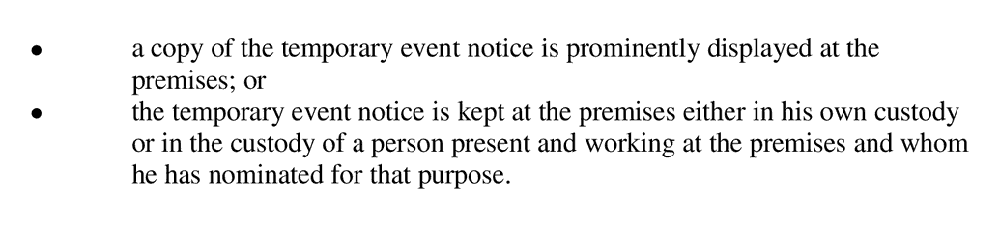 • a copy of the temporary event notice is prominently displayed at the
premises; or
• the temporary event notice is kept at the premises either in his own custody
or in the custody of a person present and working at the premises and whom
he has nominated for that purpose.